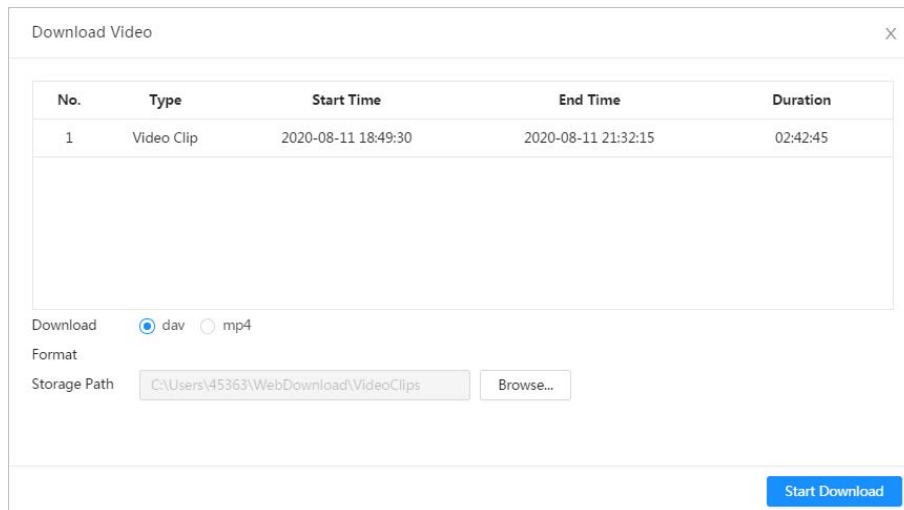 Download Video
No. Type Start Time End Time Duration
1 Video Clip 2020-08-11 18:49:30 2020-08-11 21:32:15 02:42:45
Download dav mp4
Format
Storage Path C:\Users\45363\WebDownload\VideoClips Browse...
Start Download